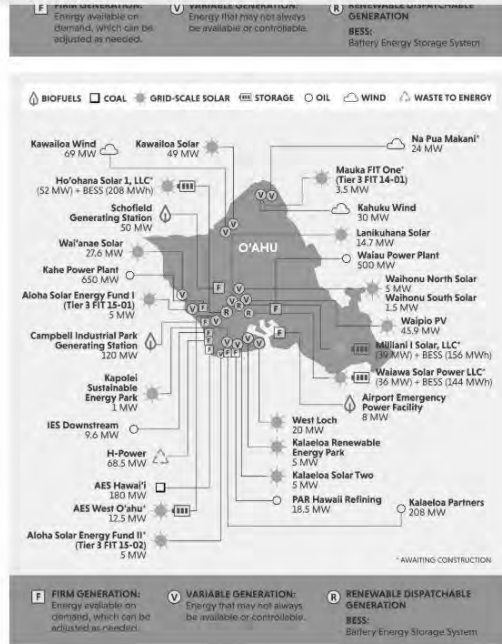 F FIRM GENERATION:
Energy available on
demand, which can be
adjusted as needed.
V VARIABLE GENERATION:
Energy that may not always
be available or controllable.
R RENEWABLE DISPATCHABLE
GENERATION
BESS:
Battery Energy Storage System
BIOFUELS COAL GRID-SCALE SOLAR STORAGE OIL WIND WASTE TO ENERGY
Kawailoa Wind
69 MW
Kawailoa Solar
49 MW
Na Pua Makani*
24 MW
Ho'ohana Solar 1, LLC*
(52 MW) + BESS (208 MWh)
Mauka FIT One*
(Tier 3 FIT 14-01)
3.5 MW
Schofield
Generating Station
50 MW
Kahuku Wind
30 MW
Wai'anae Solar
27.6 MW
O'AHU
Lanikuhana Solar
14.7 MW
Kahe Power Plant
650 MW
Waiau Power Plant
500 MW
Aloha Solar Energy Fund I
(Tier 3 FIT 15-01)
5 MW
Waihonu North Solar
5 MW
Waihonu South Solar
1.5 MW
Campbell Industrial Park
Generating Station
120 MW
Waipio PV
45.9 MW
Mililani I Solar, LLC*
(39 MW) + BESS (156 MWh)
Kapolei
Sustainable
Energy Park
1 MW
Waiawa Solar Power LLC*
(36 MW) + BESS (144 MWh)
Airport Emergency
Power Facility
8 MW
IES Downstream
9.6 MW
West Loch
20 MW
H-Power
68.5 MW
Kalaeloa Renewable
Energy Park
5 MW
AES Hawai'i
180 MW
Kalaeloa Solar Two
5 MW
AES West O'ahu*
12.5 MW
PAR Hawaii Refining
18.5 MW
Kalaeloa Partners
208 MW
Aloha Solar Energy Fund II*
(Tier 3 FIT 15-02)
5 MW
* AWAITING CONSTRUCTION
F FIRM GENERATION:
Energy available on
demand, which can be
adjusted as needed.
V VARIABLE GENERATION:
Energy that may not always
be available or controllable.
R RENEWABLE DISPATCHABLE
GENERATION
BESS:
Battery Energy Storage System